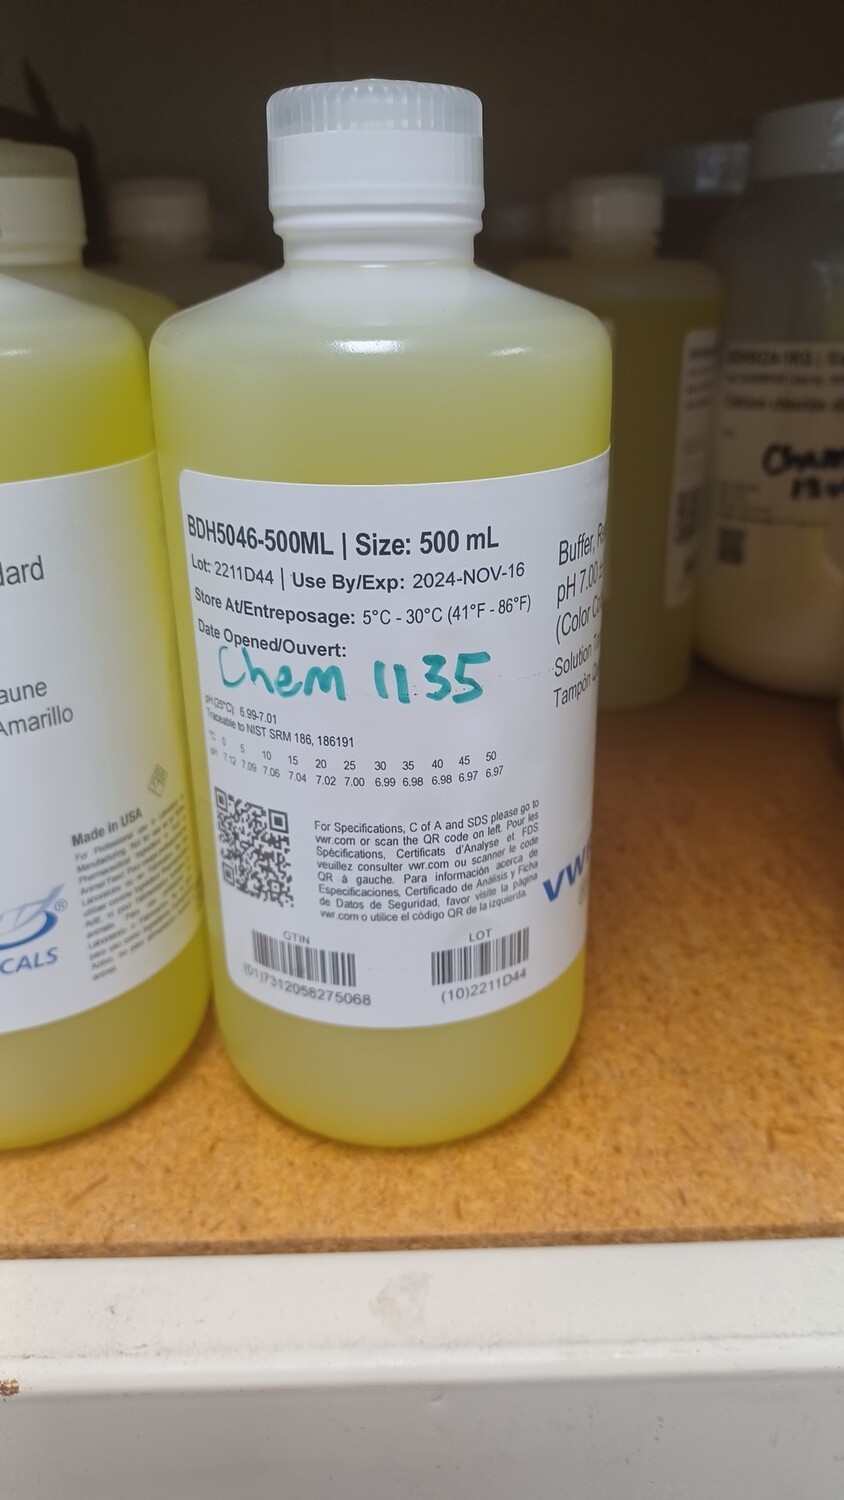 BDH5046-500ML | Size: 500 mL
Lot: 2211D44 | Use By/Exp: 2024-NOV-16
Store At/Entreposage: 5°C - 30°C (41°F - 86°F)
Date Opened/Ouvert:
Chem 1135
pH (25°C): 6.99-7.01
Traceable to NIST SRM 186, 186191
°C 0 5 10 15 20 25 30 35 40 45 50
pH 7.12 7.09 7.06 7.04 7.02 7.00 6.99 6.98 6.98 6.97 6.97
For Specifications, C of A and SDS please go to
vwr.com or scan the QR code on left. Pour les
Spécifications, Certificats d'Analyse et FDS
veuillez consulter vwr.com ou scanner le code
QR à gauche. Para información acerca de
Especificaciones, Certificado de Análisis y Ficha
de Datos de Seguridad, favor visite la página
vwr.com o utilice el código QR de la izquierda.
GTIN
(01)7312058275068
LOT
(10)2211D44
Buffer,
pH 7.00
(Color
Solution
Tampón
vw
dard
aune
Amarillo
Made in USA
CALS
Chem